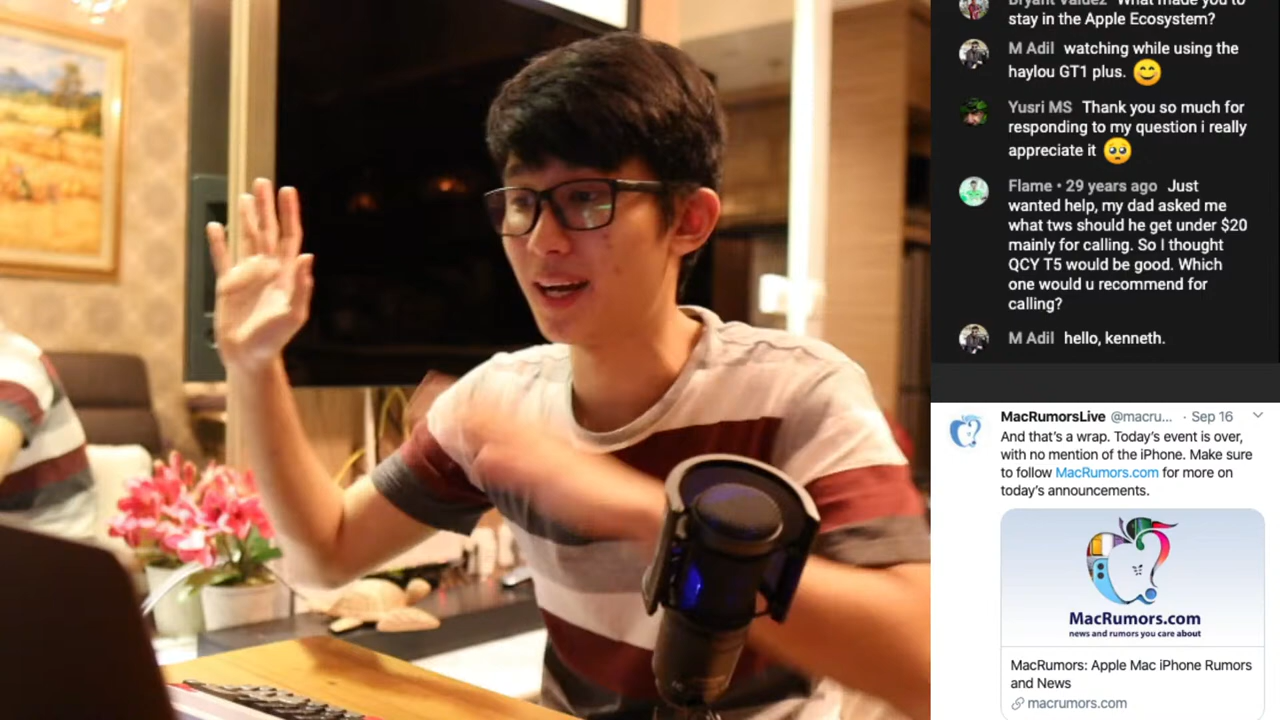 Bryant Valdez What made you to
stay in the Apple Ecosystem?
M Adil watching while using the
haylou GT1 plus. 😊
Yusri MS Thank you so much for
responding to my question i really
appreciate it 🥺
Flame • 29 years ago Just
wanted help, my dad asked me
what tws should he get under $20
mainly for calling. So I thought
QCY T5 would be good. Which
one would u recommend for
calling?
M Adil hello, kenneth.
MacRumorsLive @macru... · Sep 16
And that's a wrap. Today's event is over,
with no mention of the iPhone. Make sure
to follow MacRumors.com for more on
today's announcements.
MacRumors.com
news and rumors you care about
MacRumors: Apple Mac iPhone Rumors
and News
macrumors.com